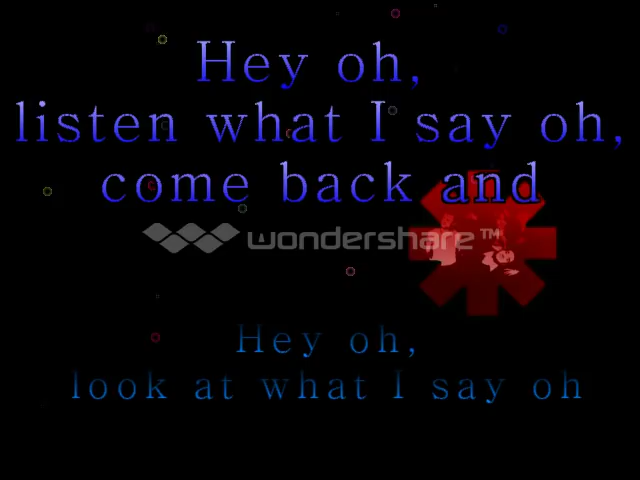 Hey oh,
listen what I say oh,
come back and
wondershare™
Hey oh,
look at what I say oh